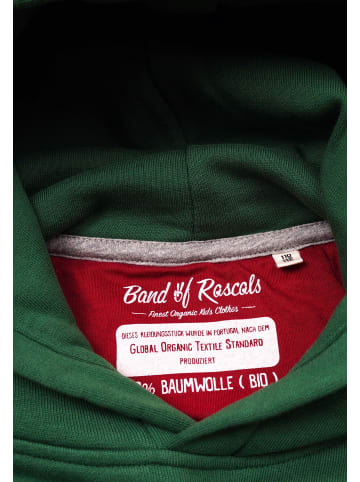 110
Band of Rascals
Finest Organic Kids Clothes
DIESES KLEIDUNGSSTÜCK WURDE IN PORTUGAL, NACH DEM
GLOBAL ORGANIC TEXTILE STANDARD
PRODUZIERT
% BAUMWOLLE ( BIO )